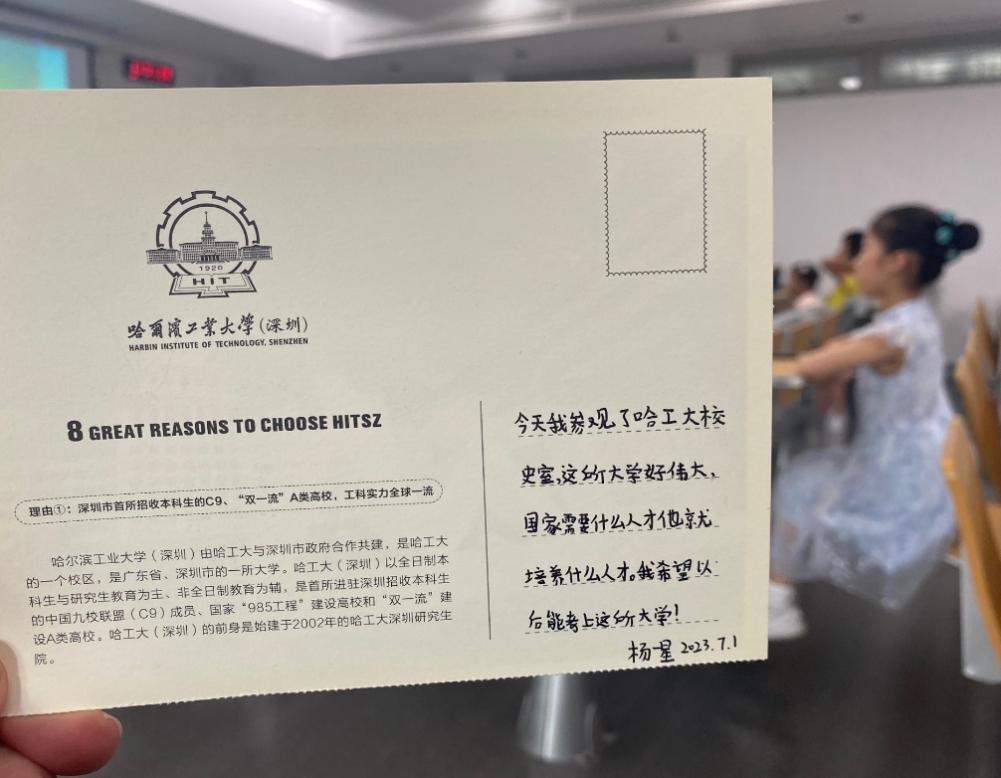 1920
HIT
哈爾濱工業大學(深圳)
HARBIN INSTITUTE OF TECHNOLOGY, SHENZHEN
8 GREAT REASONS TO CHOOSE HITSZ
理由①：深圳市首所招收本科生的C9、“双一流”A类高校，工科实力全球一流
哈尔滨工业大学（深圳）由哈工大与深圳市政府合作共建，是哈工大
的一个校区，是广东省、深圳市的一所大学。哈工大（深圳）以全日制本
科生与研究生教育为主、非全日制教育为辅，是首所进驻深圳招收本科生
的中国九校联盟（C9）成员、国家“985工程”建设高校和“双一流”建
设A类高校。哈工大（深圳）的前身是始建于2002年的哈工大深圳研究生
院。
今天我参观了哈工大校
史室，这所大学好伟大，
国家需要什么人才他就
培养什么人才。我希望以
后能考上这所大学！
杨星 2023.7.1